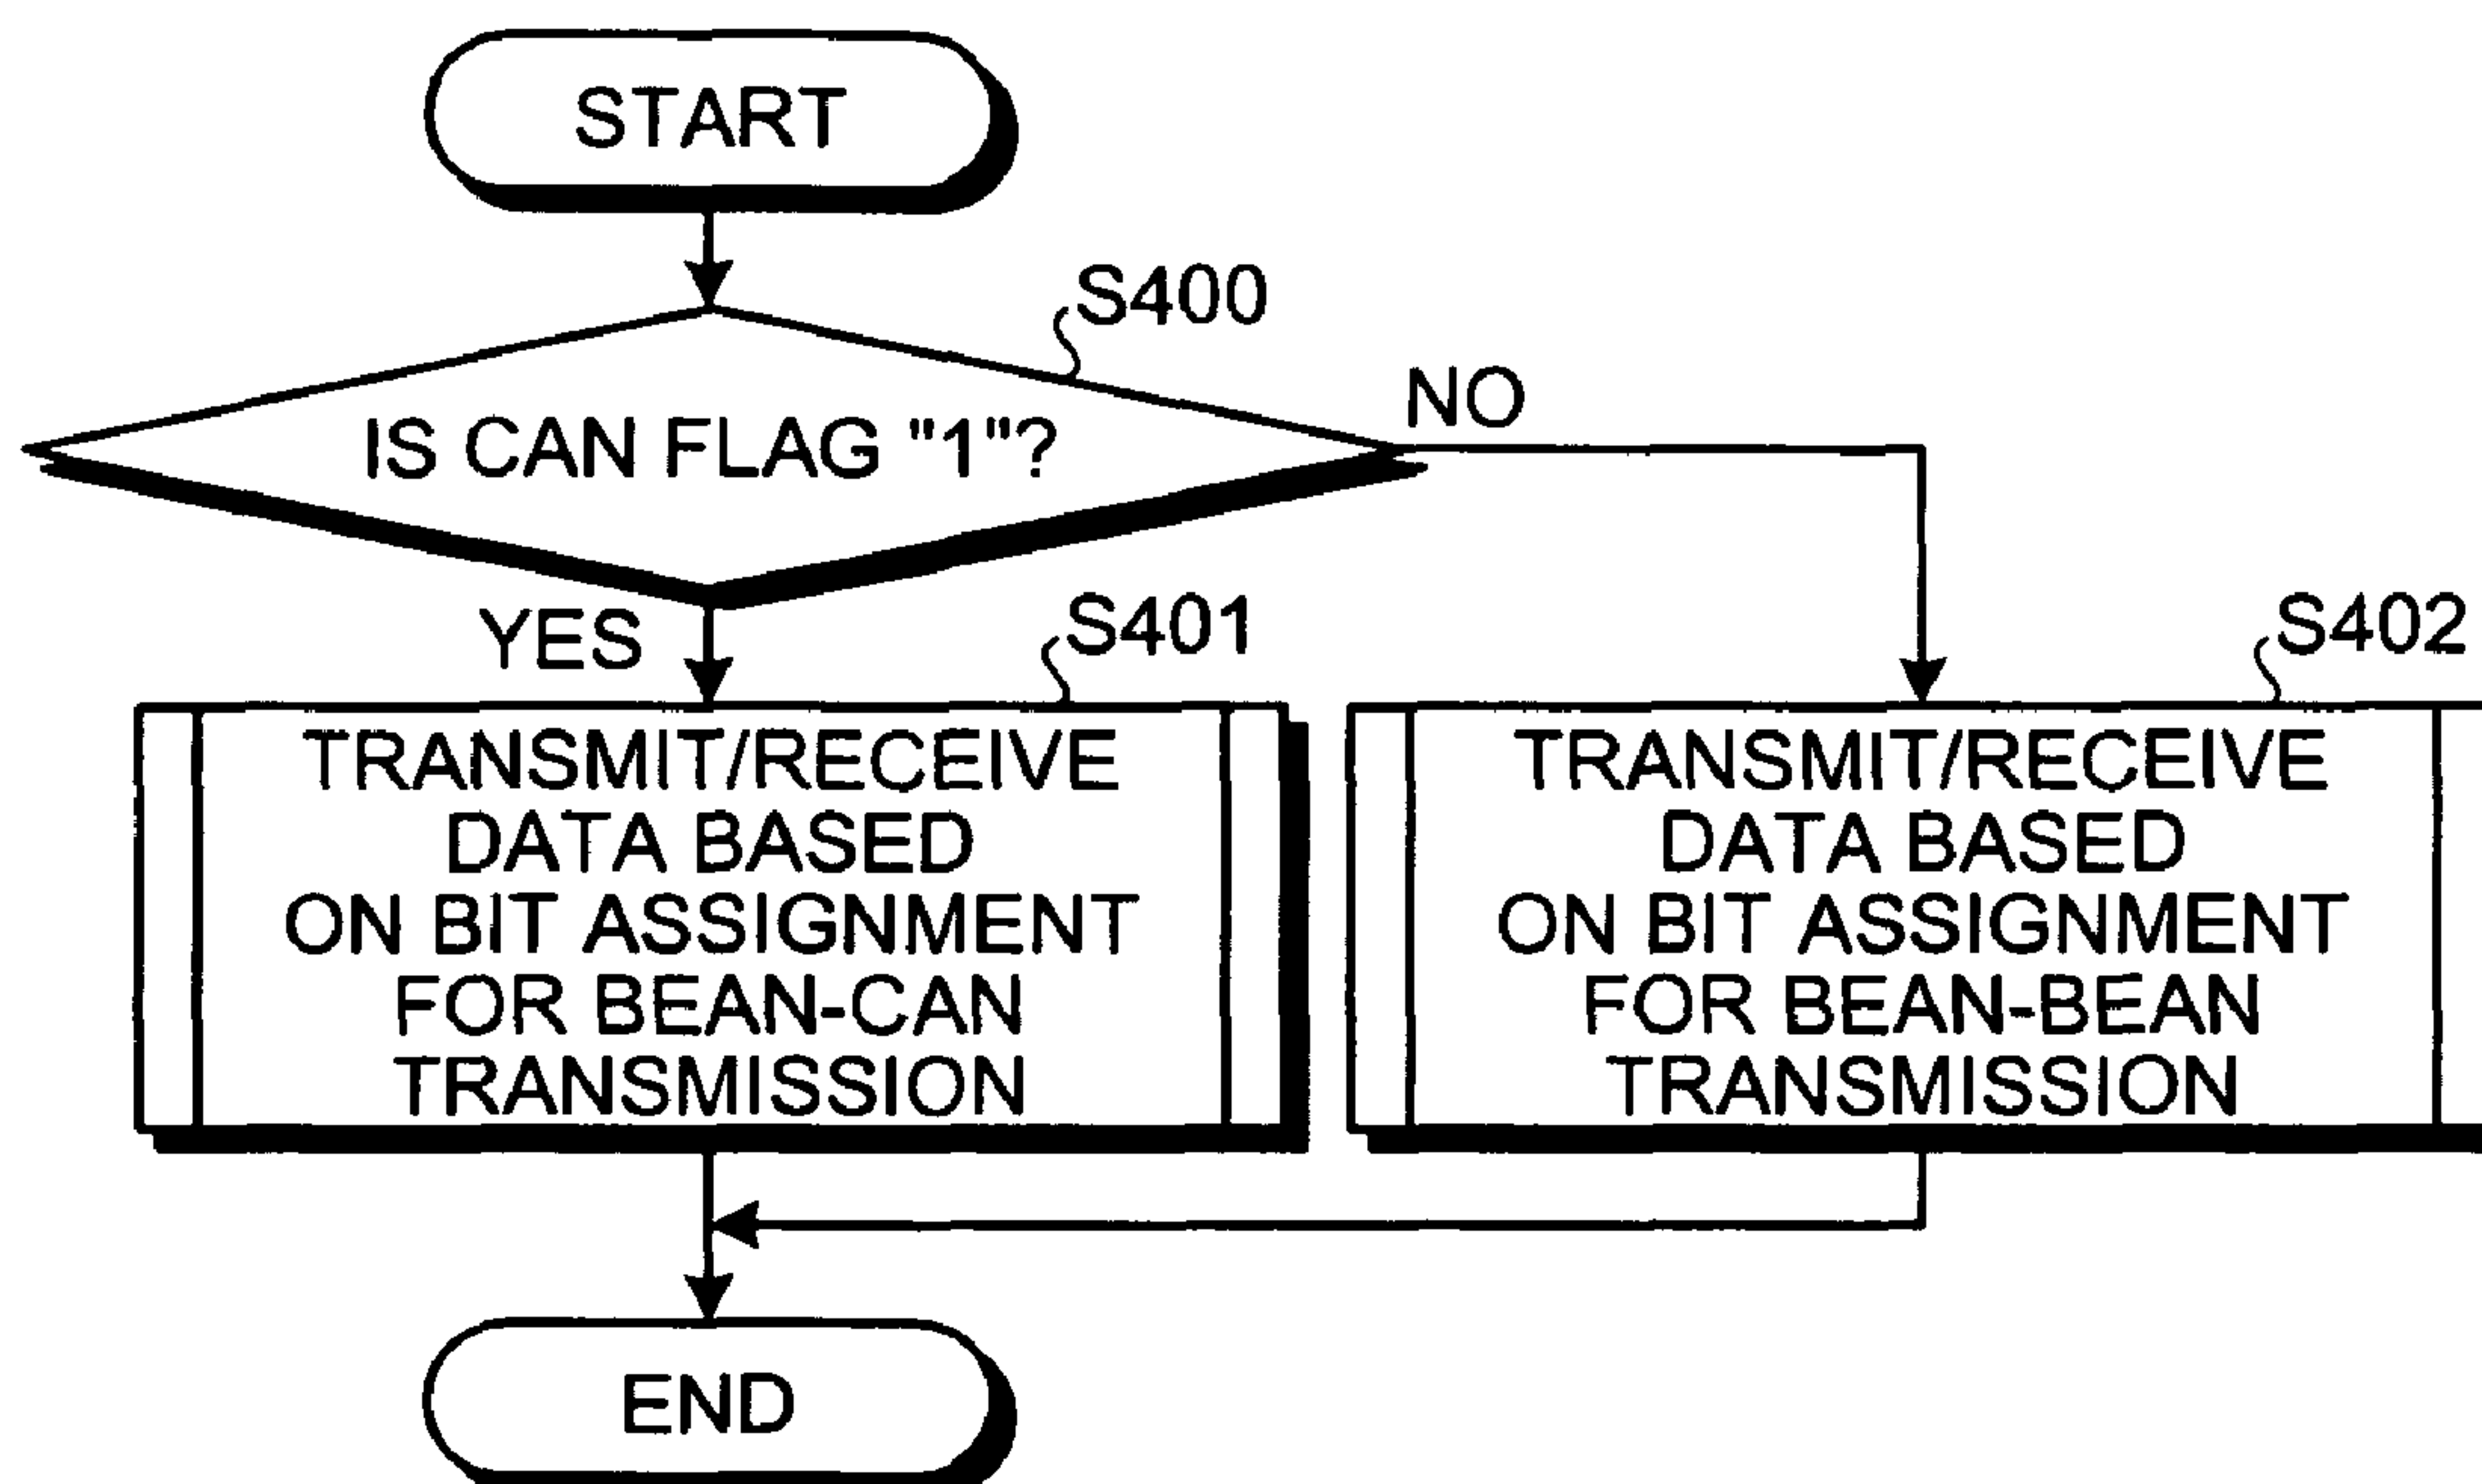 START
S400
IS CAN FLAG "1"?
NO
YES
S401
S402
TRANSMIT/RECEIVE
DATA BASED
ON BIT ASSIGNMENT
FOR BEAN-CAN
TRANSMISSION
TRANSMIT/RECEIVE
DATA BASED
ON BIT ASSIGNMENT
FOR BEAN-BEAN
TRANSMISSION
END